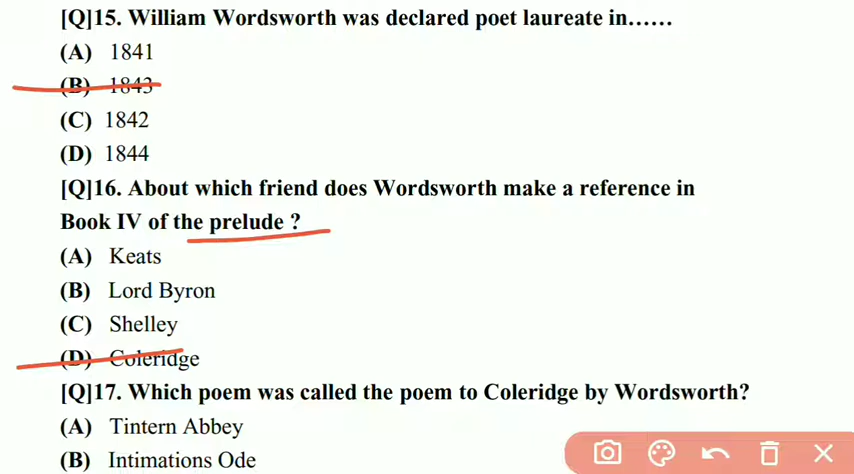 [Q]15. William Wordsworth was declared poet laureate in……
(A) 1841
(B) 1843
(C) 1842
(D) 1844
[Q]16. About which friend does Wordsworth make a reference in
Book IV of the prelude ?
(A) Keats
(B) Lord Byron
(C) Shelley
(D) Coleridge
[Q]17. Which poem was called the poem to Coleridge by Wordsworth?
(A) Tintern Abbey
(B) Intimations Ode